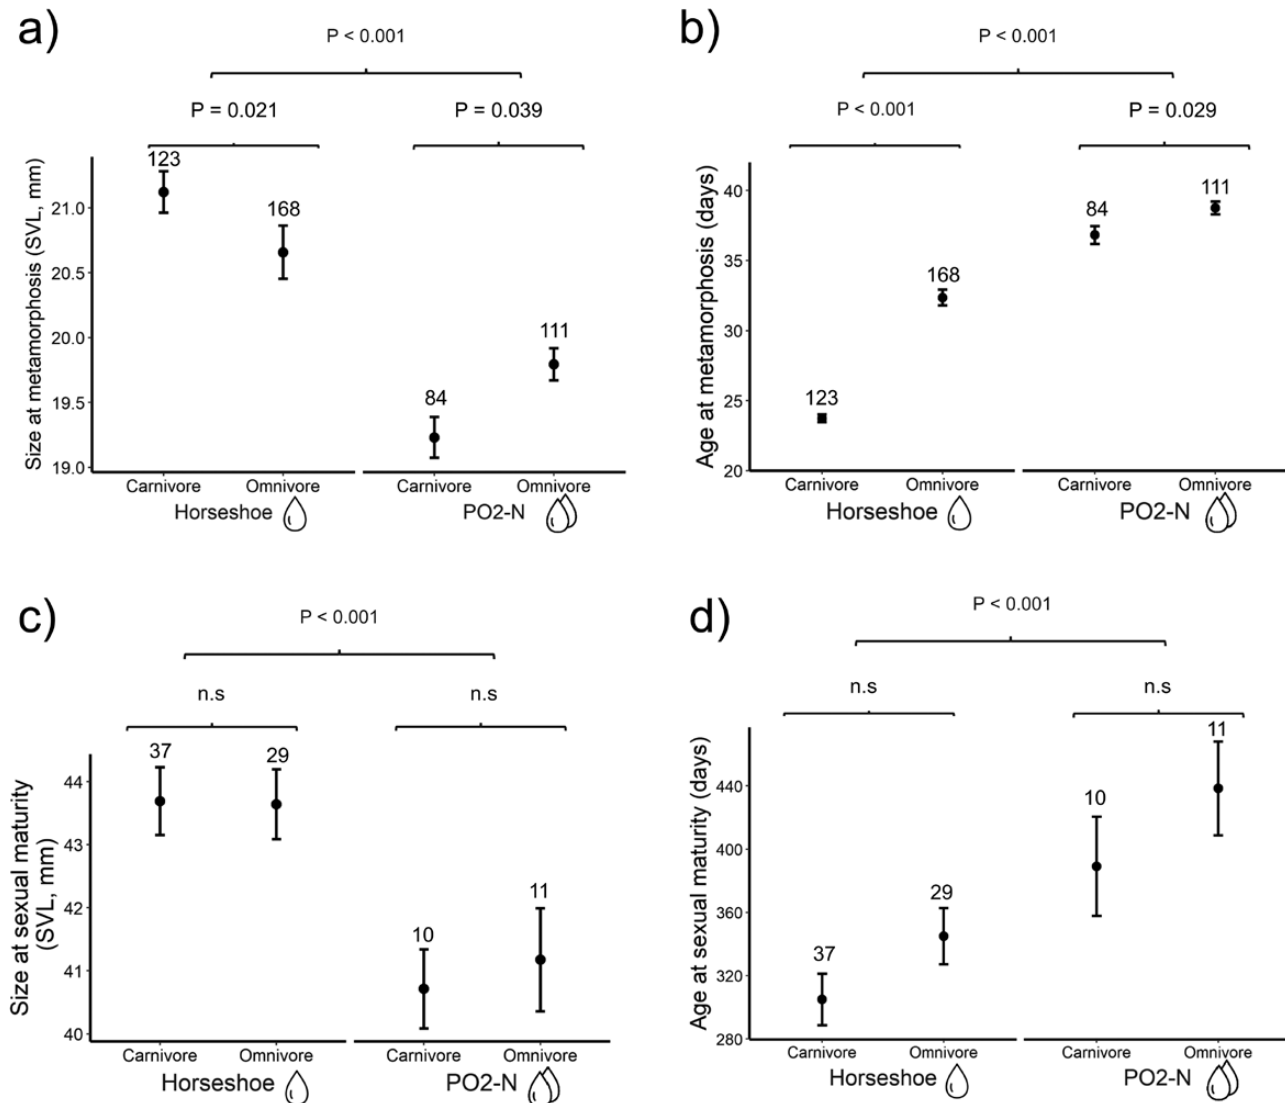 a)
P < 0.001
P = 0.021
P = 0.039
Size at metamorphosis (SVL, mm)
21.0
20.5
20.0
19.5
19.0
123
168
84
111
Carnivore
Omnivore
Carnivore
Omnivore
Horseshoe
PO2-N
b)
P < 0.001
P < 0.001
P = 0.029
Age at metamorphosis (days)
40
35
30
25
20
123
168
84
111
Carnivore
Omnivore
Carnivore
Omnivore
Horseshoe
PO2-N
c)
P < 0.001
n.s
n.s
Size at sexual maturity
(SVL, mm)
44
43
42
41
40
37
29
10
11
Carnivore
Omnivore
Carnivore
Omnivore
Horseshoe
PO2-N
d)
P < 0.001
n.s
n.s
Age at sexual maturity (days)
440
400
360
320
280
37
29
10
11
Carnivore
Omnivore
Carnivore
Omnivore
Horseshoe
PO2-N